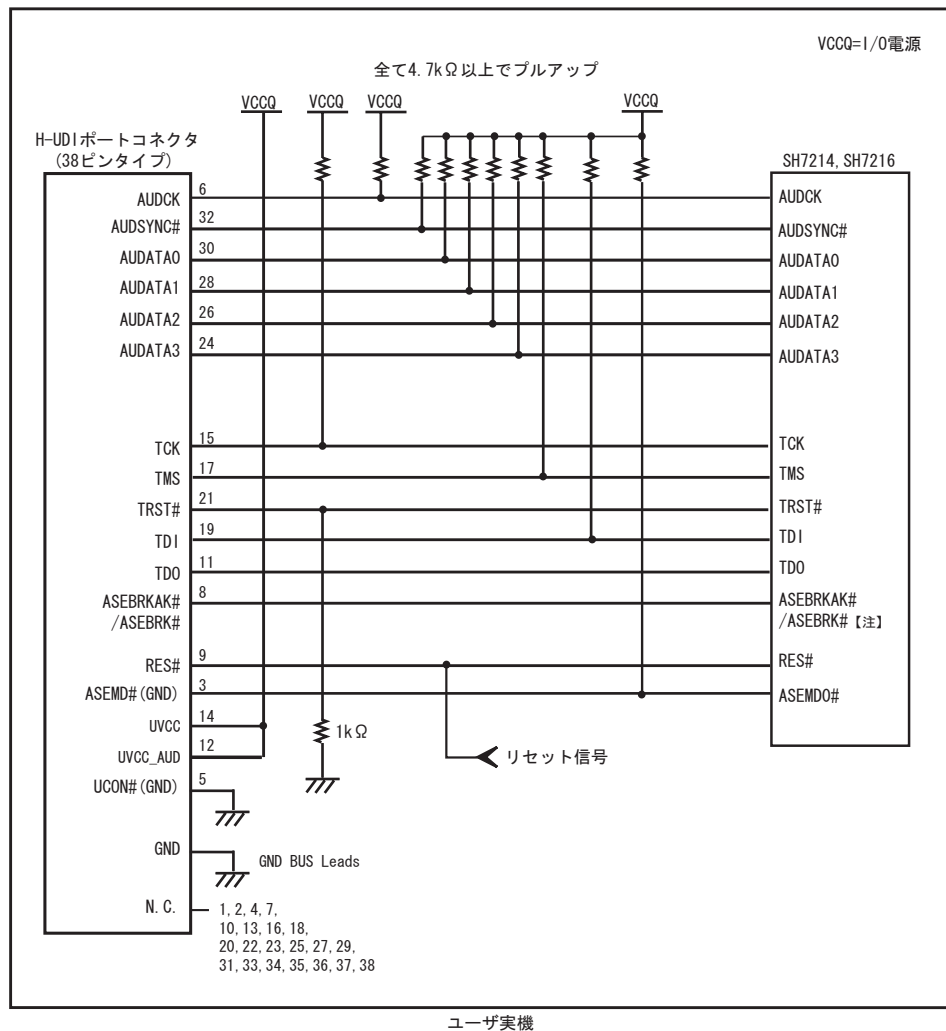 VCCQ=I/O電源
全て4.7kΩ以上でプルアップ
VCCQ
VCCQ
VCCQ
VCCQ
H-UDIポートコネクタ
(38ピンタイプ)
SH7214, SH7216
AUDCK
6
AUDCK
AUDSYNC#
32
AUDSYNC#
AUDATA0
30
AUDATA0
AUDATA1
28
AUDATA1
AUDATA2
26
AUDATA2
AUDATA3
24
AUDATA3
TCK
15
TCK
TMS
17
TMS
TRST#
21
TRST#
TDI
19
TDI
TDO
11
TDO
ASEBRKAK#
/ASEBRK#
8
ASEBRKAK#
/ASEBRK#【注】
RES#
9
RES#
ASEMD#(GND)
3
ASEMD0#
UVCC
14
1kΩ
UVCC_AUD
12
リセット信号
UCON#(GND)
5
GND
GND BUS Leads
N.C.
1, 2, 4, 7,
10, 13, 16, 18,
20, 22, 23, 25, 27, 29,
31, 33, 34, 35, 36, 37, 38
ユーザ実機